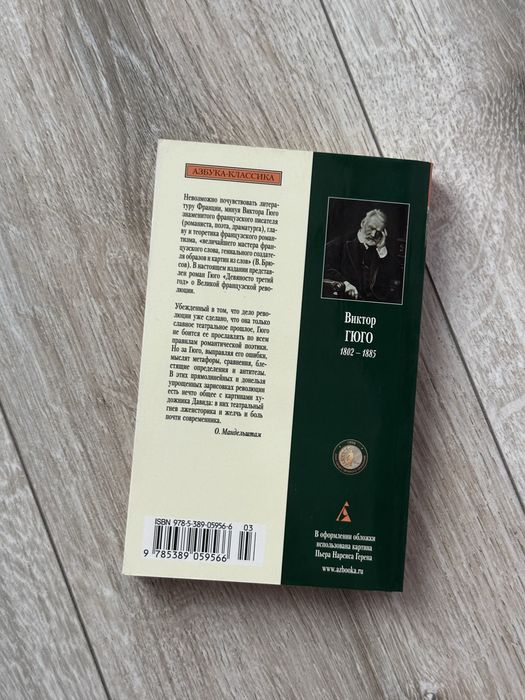 АЗБУКА-КЛАССИКА
Невозможно почувствовать литера-
туру Франции, минуя Виктора Гюго
знаменитого французского писателя
(романиста, поэта, драматурга), гла-
ву и теоретика французского роман-
тизма, «величайшего мастера фран-
цузского слова, гениального создате-
ля образов и картин из слов» (В. Брю-
сов). В настоящем издании представ-
лен роман Гюго «Девяносто третий
год» о Великой французской рево-
люции.
Убежденный в том, что дело рево-
люции уже сделано, что она только
славное театральное прошлое, Гюго
не боится ее прославлять по всем
правилам романтической поэтики.
Но за Гюго, выправляя его ошибки,
мыслят метафоры, сравнения, бле-
стящие определения и антитезы.
В этих прямолинейных и донельзя
упрощенных зарисовках революции
есть нечто общее с картинами ху-
дожника Давида: в них театральный
гнев лжеисторика и желчь и боль
почти современника.
О. Мандельштам
ISBN 978-5-389-05956-6
03
9 785389 059566
Виктор
ГЮГО
1802 – 1885
В оформлении обложки
использована картина
Пьера Нарсиса Герена
www.azbooka.ru